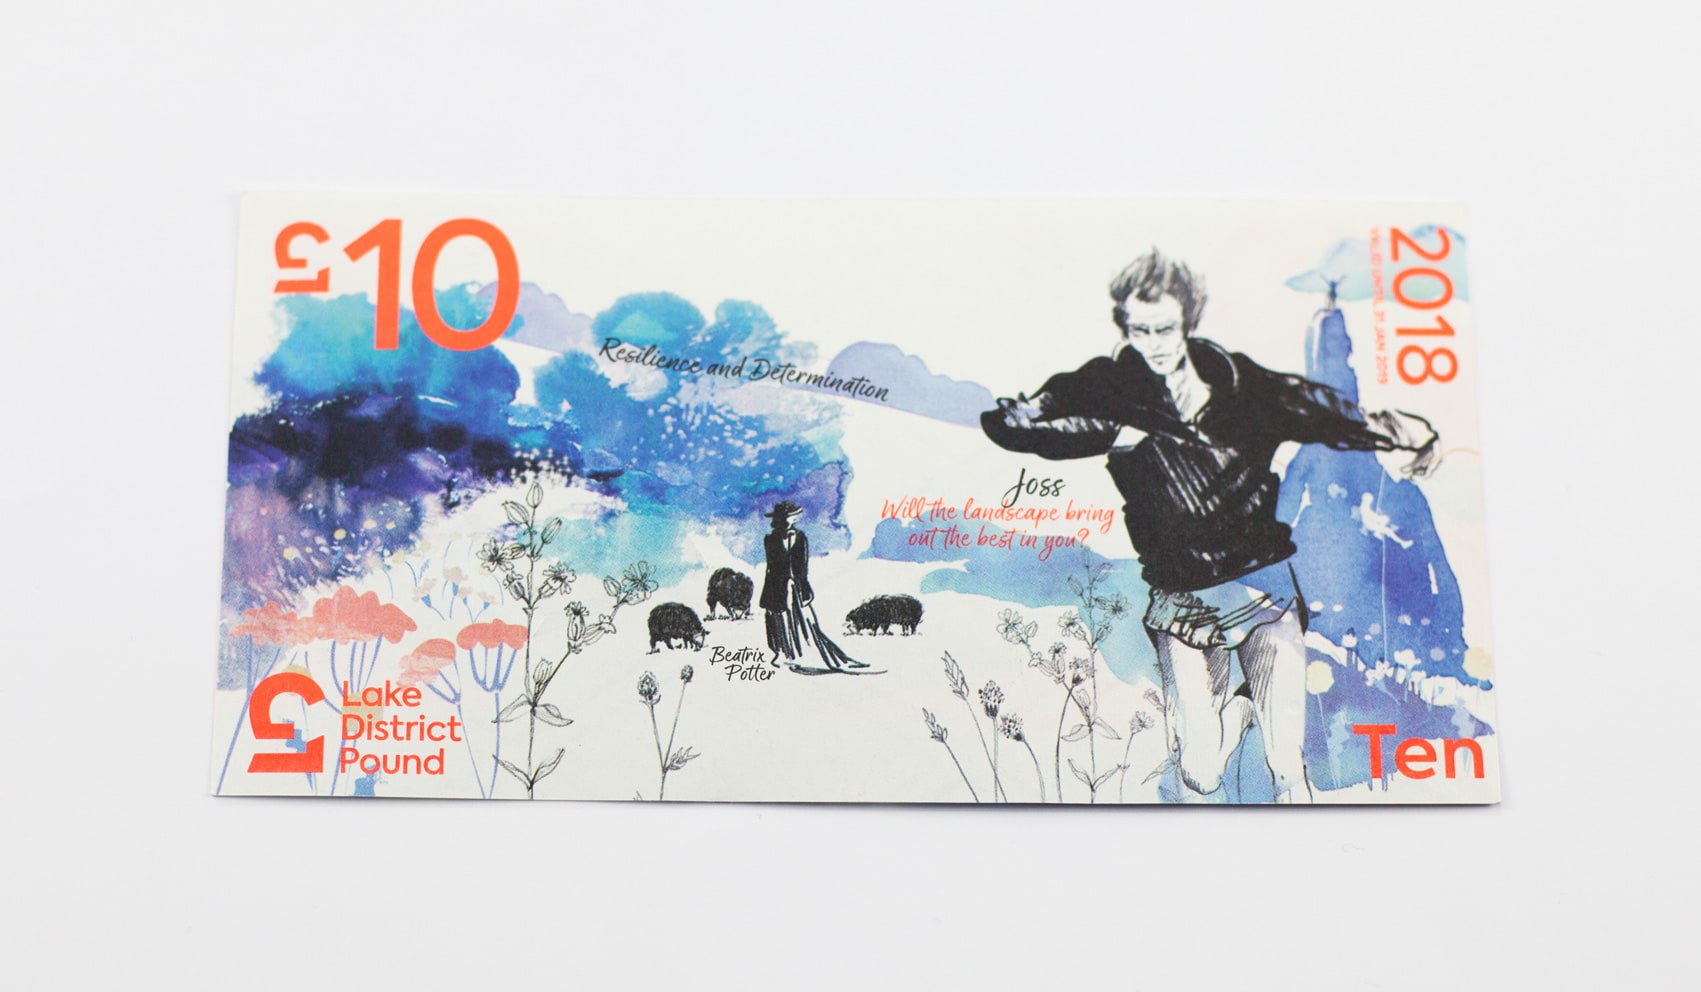 £10
Resilience and Determination
2018
VALID UNTIL 31 JAN 2019
Joss
Will the landscape bring
out the best in you?
Beatrix
Potter
Lake
District
Pound
Ten